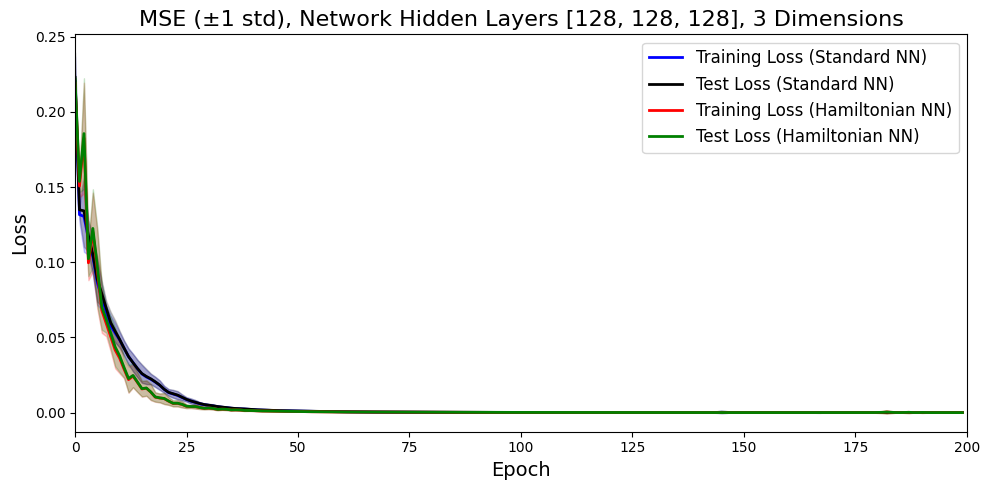 MSE (±1 std), Network Hidden Layers [128, 128, 128], 3 Dimensions
Training Loss (Standard NN)
Test Loss (Standard NN)
Training Loss (Hamiltonian NN)
Test Loss (Hamiltonian NN)
Loss
0.25
0.20
0.15
0.10
0.05
0.00
0 25 50 75 100 125 150 175 200
Epoch